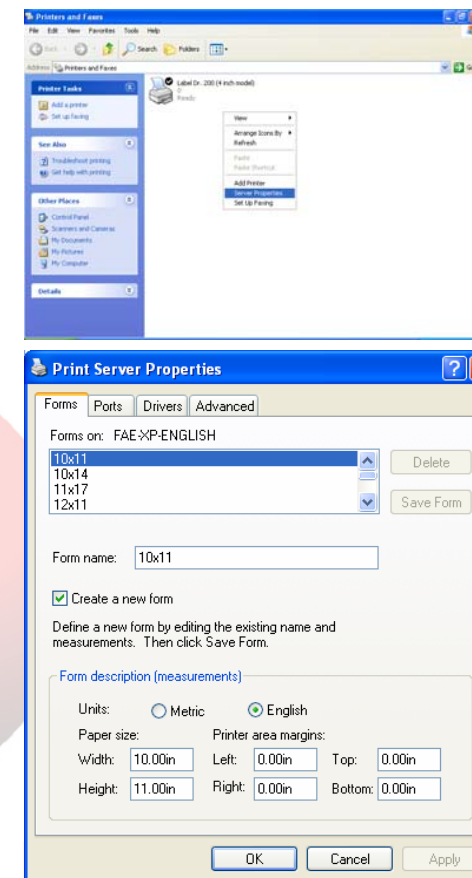 Printers and Faxes
File Edit View Favorites Tools Help
Back Search Folders
Address Printers and Faxes Go
Printer Tasks
Add a printer
Set up faxing
See Also
Troubleshoot printing
Get help with printing
Other Places
Control Panel
Scanners and Cameras
My Documents
My Pictures
My Computer
Details
Label Dr. 200 (4 inch model)
0
Ready
View
Arrange Icons By
Refresh
Paste
Paste Shortcut
Add Printer
Server Properties
Set Up Faxing
Print Server Properties
Forms Ports Drivers Advanced
Forms on: FAE-XP-ENGLISH
10x11
10x14
11x17
12x11
Delete
Save Form
Form name: 10x11
Create a new form
Define a new form by editing the existing name and
measurements. Then click Save Form.
Form description (measurements)
Units: Metric English
Paper size: Printer area margins:
Width: 10.00in Left: 0.00in Top: 0.00in
Height: 11.00in Right: 0.00in Bottom: 0.00in
OK Cancel Apply